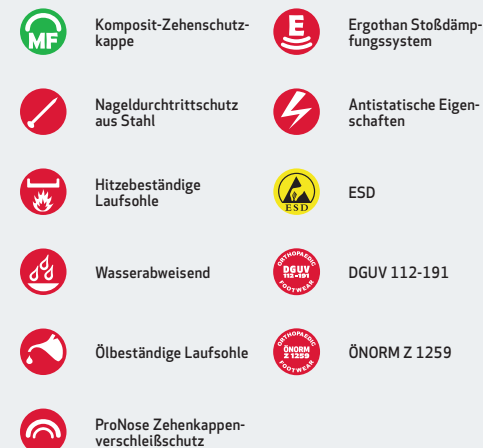 MF
Komposit-Zehenschutz-
kappe
E
Ergothan Stoßdämp-
fungssystem
Nageldurchtrittschutz
aus Stahl
Antistatische Eigen-
schaften
Hitzebeständige
Laufsohle
ESD
ESD
Wasserabweisend
ORTHOPAEDIC
DGUV
112-191
FOOTWEAR
DGUV 112-191
Ölbeständige Laufsohle
ORTHOPAEDIC
ÖNORM
Z 1259
FOOTWEAR
ÖNORM Z 1259
ProNose Zehenkappen-
verschleißschutz